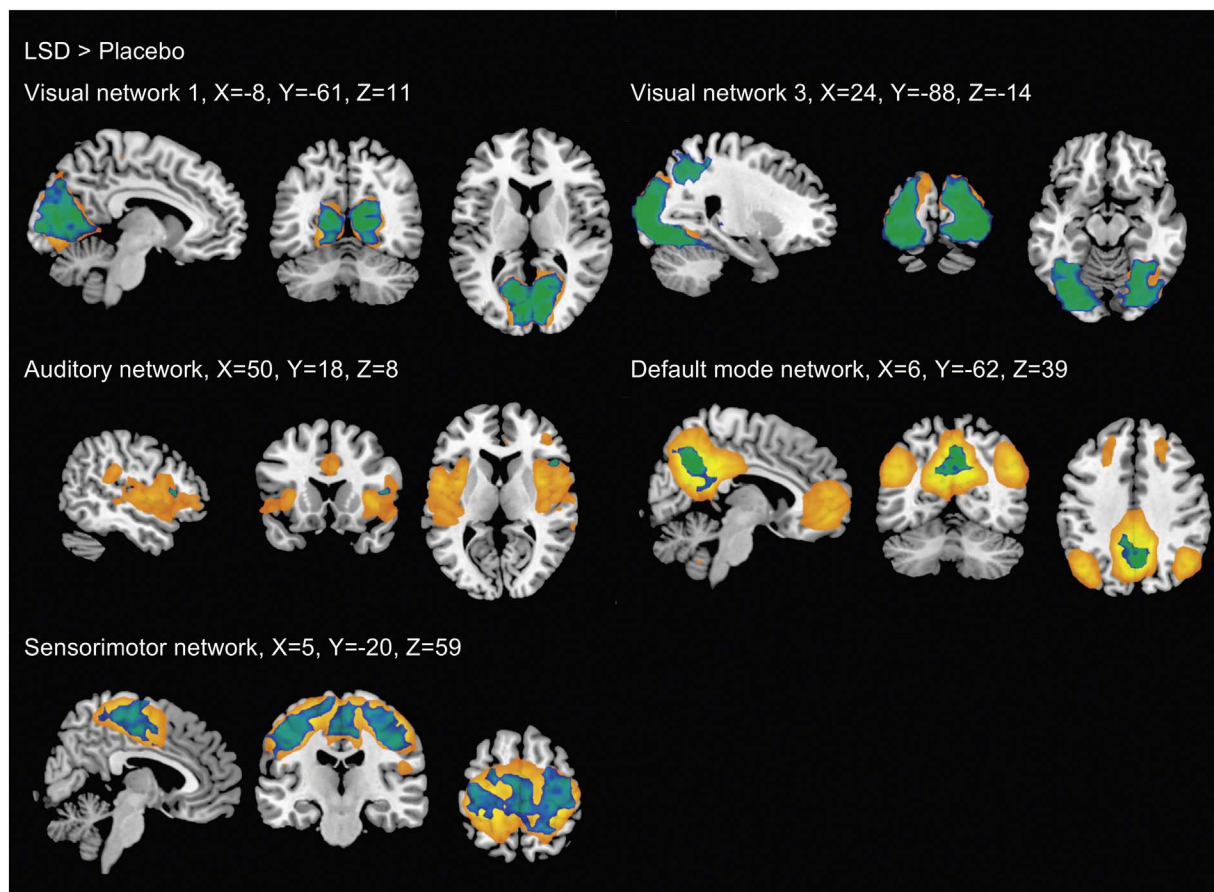 LSD > Placebo
Visual network 1, X=-8, Y=-61, Z=11
Visual network 3, X=24, Y=-88, Z=-14
Auditory network, X=50, Y=18, Z=8
Default mode network, X=6, Y=-62, Z=39
Sensorimotor network, X=5, Y=-20, Z=59